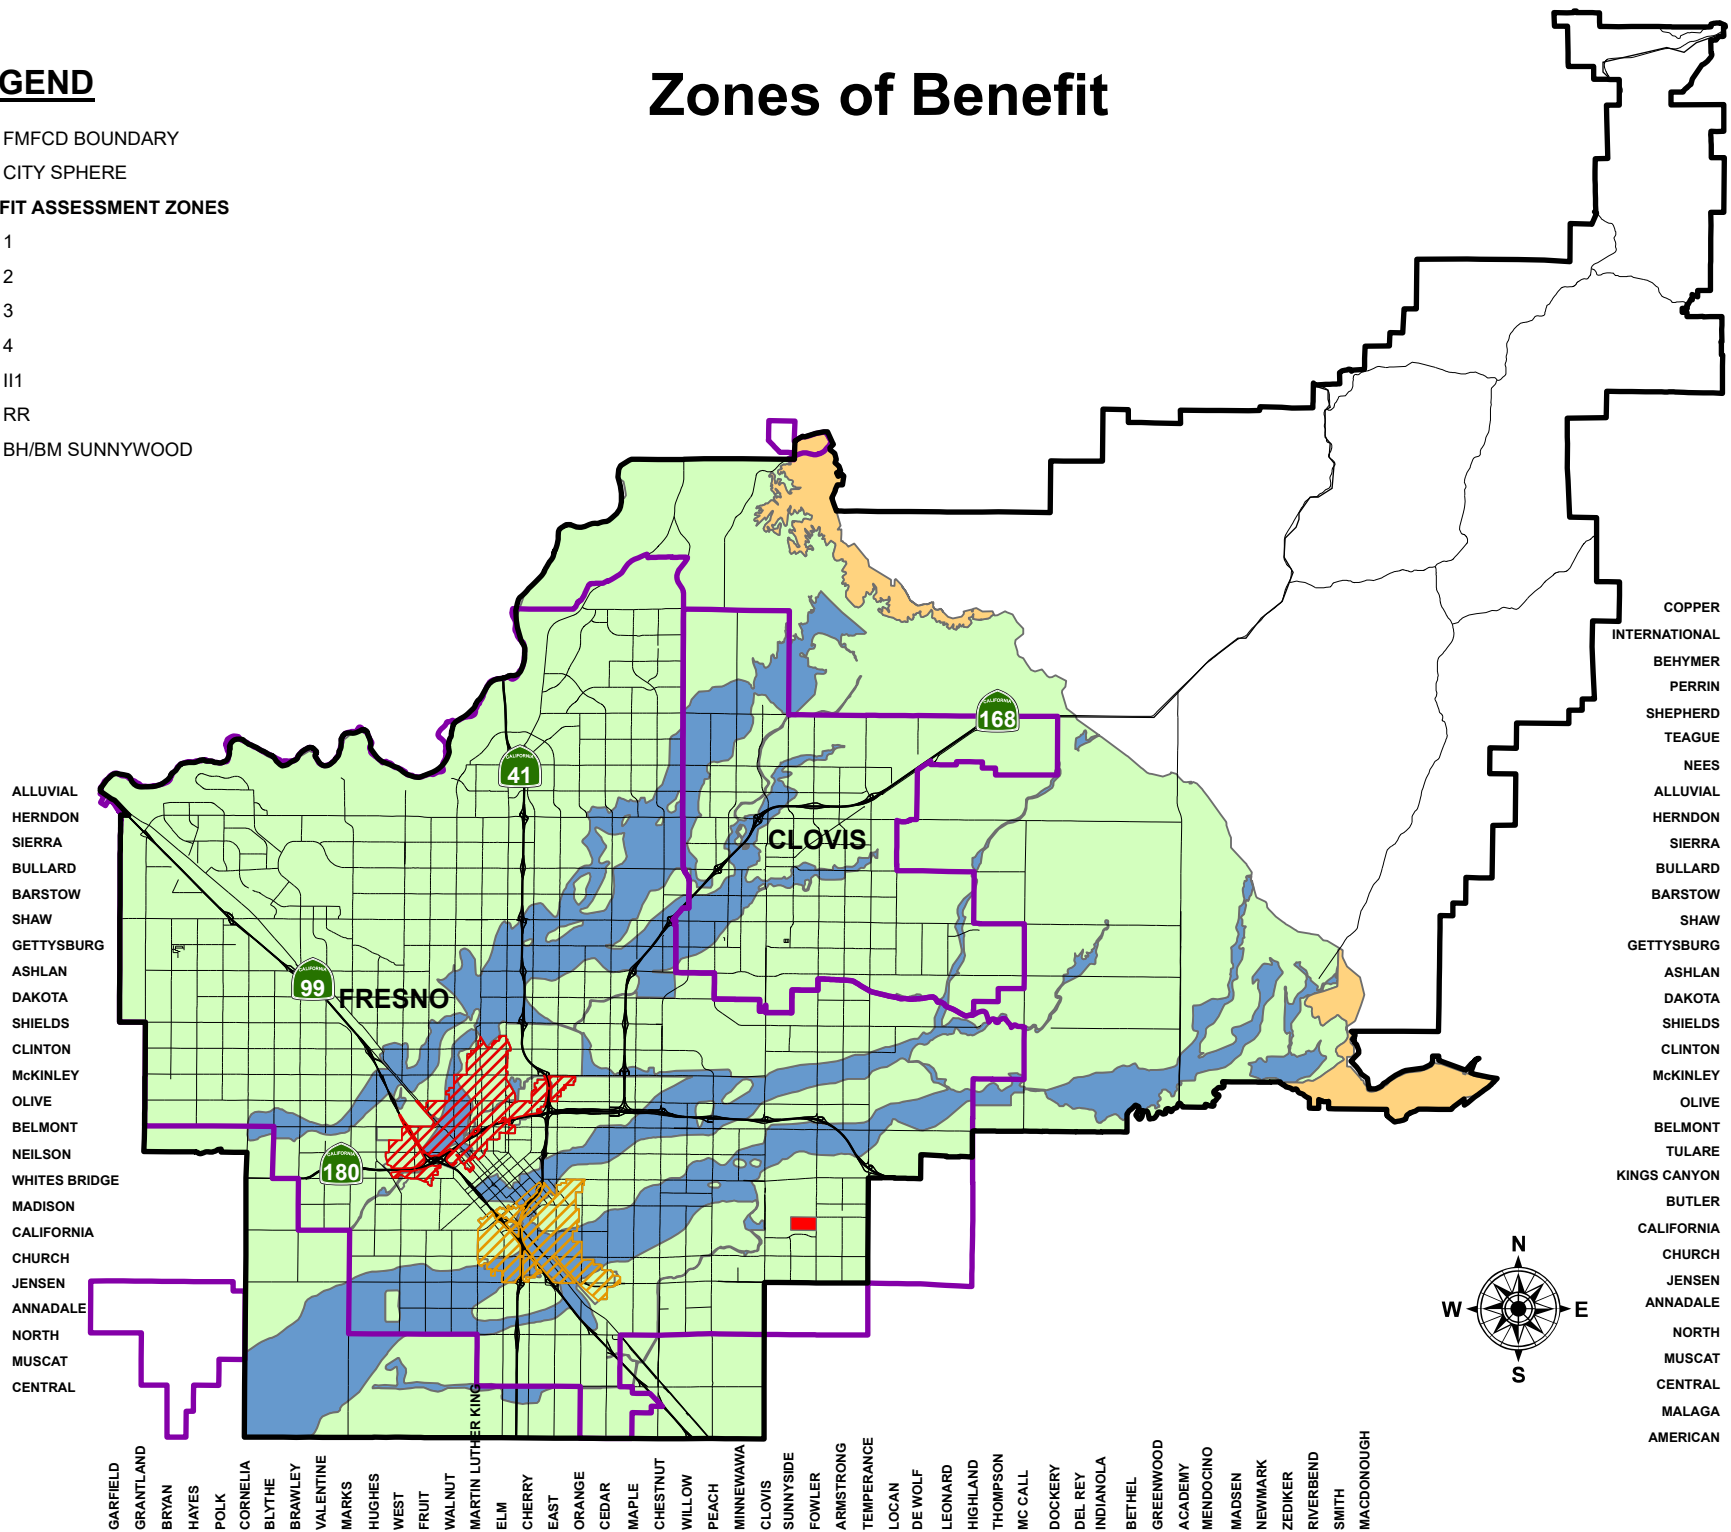 Zones of Benefit
GEND
FMFCD BOUNDARY
CITY SPHERE
FIT ASSESSMENT ZONES
1
2
3
4
II1
RR
BH/BM SUNNYWOOD
CALIFORNIA
168
CALIFORNIA
41
CLOVIS
CALIFORNIA
99
FRESNO
CALIFORNIA
180
ALLUVIAL
HERNDON
SIERRA
BULLARD
BARSTOW
SHAW
GETTYSBURG
ASHLAN
DAKOTA
SHIELDS
CLINTON
McKINLEY
OLIVE
BELMONT
NEILSON
WHITES BRIDGE
MADISON
CALIFORNIA
CHURCH
JENSEN
ANNADALE
NORTH
MUSCAT
CENTRAL
COPPER
INTERNATIONAL
BEHYMER
PERRIN
SHEPHERD
TEAGUE
NEES
ALLUVIAL
HERNDON
SIERRA
BULLARD
BARSTOW
SHAW
GETTYSBURG
ASHLAN
DAKOTA
SHIELDS
CLINTON
McKINLEY
OLIVE
BELMONT
TULARE
KINGS CANYON
BUTLER
CALIFORNIA
CHURCH
JENSEN
ANNADALE
NORTH
MUSCAT
CENTRAL
MALAGA
AMERICAN
N
W
E
S
GARFIELD
GRANTLAND
BRYAN
HAYES
POLK
CORNELIA
BLYTHE
BRAWLEY
VALENTINE
MARKS
HUGHES
WEST
FRUIT
WALNUT
MARTIN LUTHER KING
ELM
CHERRY
EAST
ORANGE
CEDAR
MAPLE
CHESTNUT
WILLOW
PEACH
MINNEWAWA
CLOVIS
SUNNYSIDE
FOWLER
ARMSTRONG
TEMPERANCE
LOCAN
DE WOLF
LEONARD
HIGHLAND
THOMPSON
MC CALL
DOCKERY
DEL REY
INDIANOLA
BETHEL
GREENWOOD
ACADEMY
MENDOCINO
MADSEN
NEWMARK
ZEDIKER
RIVERBEND
SMITH
MACDONOUGH